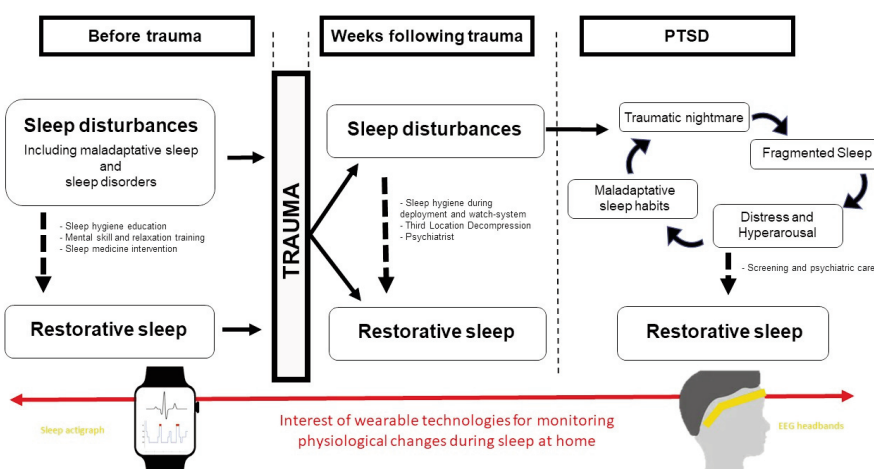 Before trauma
Weeks following trauma
PTSD
Sleep disturbances
Including maladaptative sleep
and
sleep disorders
- Sleep hygiene education
- Mental skill and relaxation training
- Sleep medicine intervention
Restorative sleep
TRAUMA
Sleep disturbances
- Sleep hygiene during
deployment and watch-system
- Third Location Decompression
- Psychiatrist
Restorative sleep
Traumatic nightmare
Fragmented Sleep
Distress and
Hyperarousal
Maladaptative
sleep habits
- Screening and psychiatric care
Restorative sleep
Sleep actigraph
Interest of wearable technologies for monitoring
physiological changes during sleep at home
EEG headbands